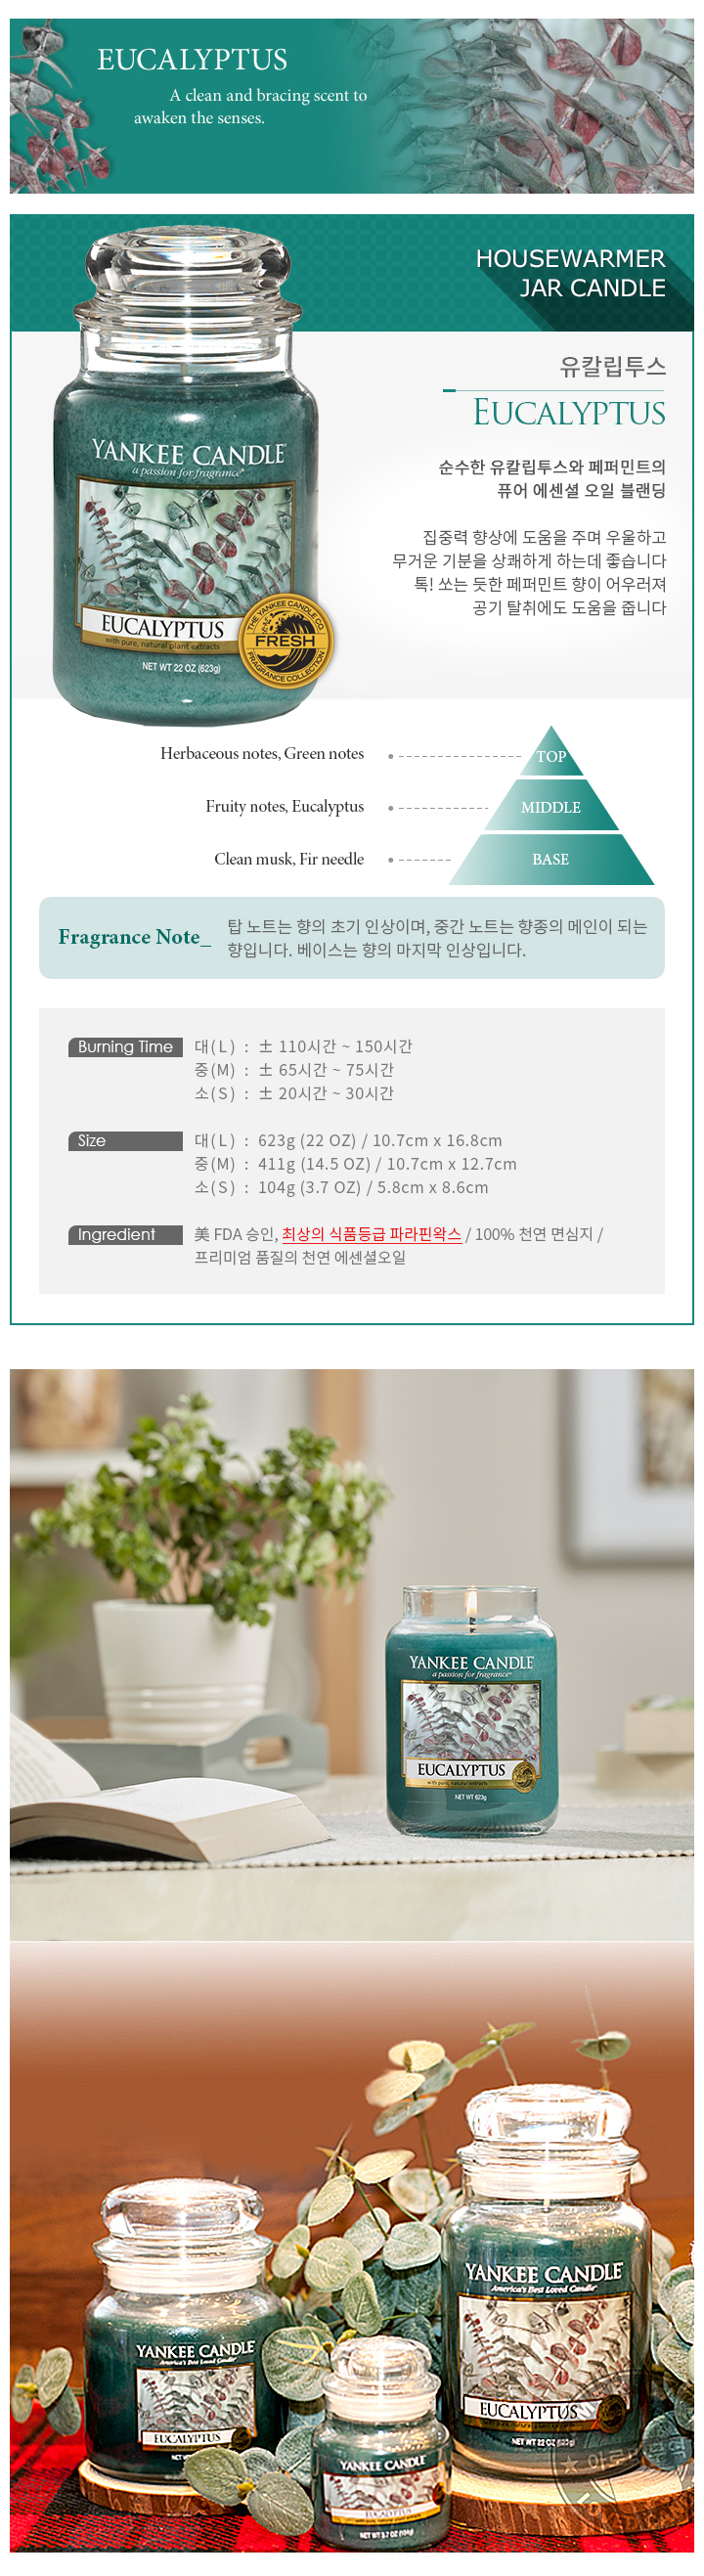 EUCALYPTUS
A clean and bracing scent to
awaken the senses.
HOUSEWARMER
JAR CANDLE
유칼립투스
EUCALYPTUS
순수한 유칼립투스와 페퍼민트의
퓨어 에센셜 오일 블랜딩
집중력 향상에 도움을 주며 우울하고
무거운 기분을 상쾌하게 하는데 좋습니다
톡! 쏘는 듯한 페퍼민트 향이 어우러져
공기 탈취에도 도움을 줍니다
YANKEE CANDLE
a passion for fragrance
EUCALYPTUS
with pure, natural plant extracts
NET WT 22 OZ (623g)
THE YANKEE CANDLE CO
FRESH
FRAGRANCE COLLECTION
Herbaceous notes, Green notes
TOP
Fruity notes, Eucalyptus
MIDDLE
Clean musk, Fir needle
BASE
Fragrance Note_
탑 노트는 향의 초기 인상이며, 중간 노트는 향종의 메인이 되는
향입니다. 베이스는 향의 마지막 인상입니다.
Burning Time
대(L) : ± 110시간 ~ 150시간
중(M) : ± 65시간 ~ 75시간
소(S) : ± 20시간 ~ 30시간
Size
대(L) : 623g (22 OZ) / 10.7cm x 16.8cm
중(M) : 411g (14.5 OZ) / 10.7cm x 12.7cm
소(S) : 104g (3.7 OZ) / 5.8cm x 8.6cm
Ingredient
美 FDA 승인, 최상의 식품등급 파라핀왁스 / 100% 천연 면심지 /
프리미엄 품질의 천연 에센셜오일
YANKEE CANDLE
a passion for fragrance
EUCALYPTUS
with pure, natural extracts
NET WT 623g
YANKEE CANDLE
America's Best Loved Candle
EUCALYPTUS
NET WT 22 OZ (623g)
YANKEE CANDLE
America's Best Loved Candle
EUCALYPTUS
YANKEE CANDLE
EUCALYPTUS
NET WT 3.7 OZ (104g)